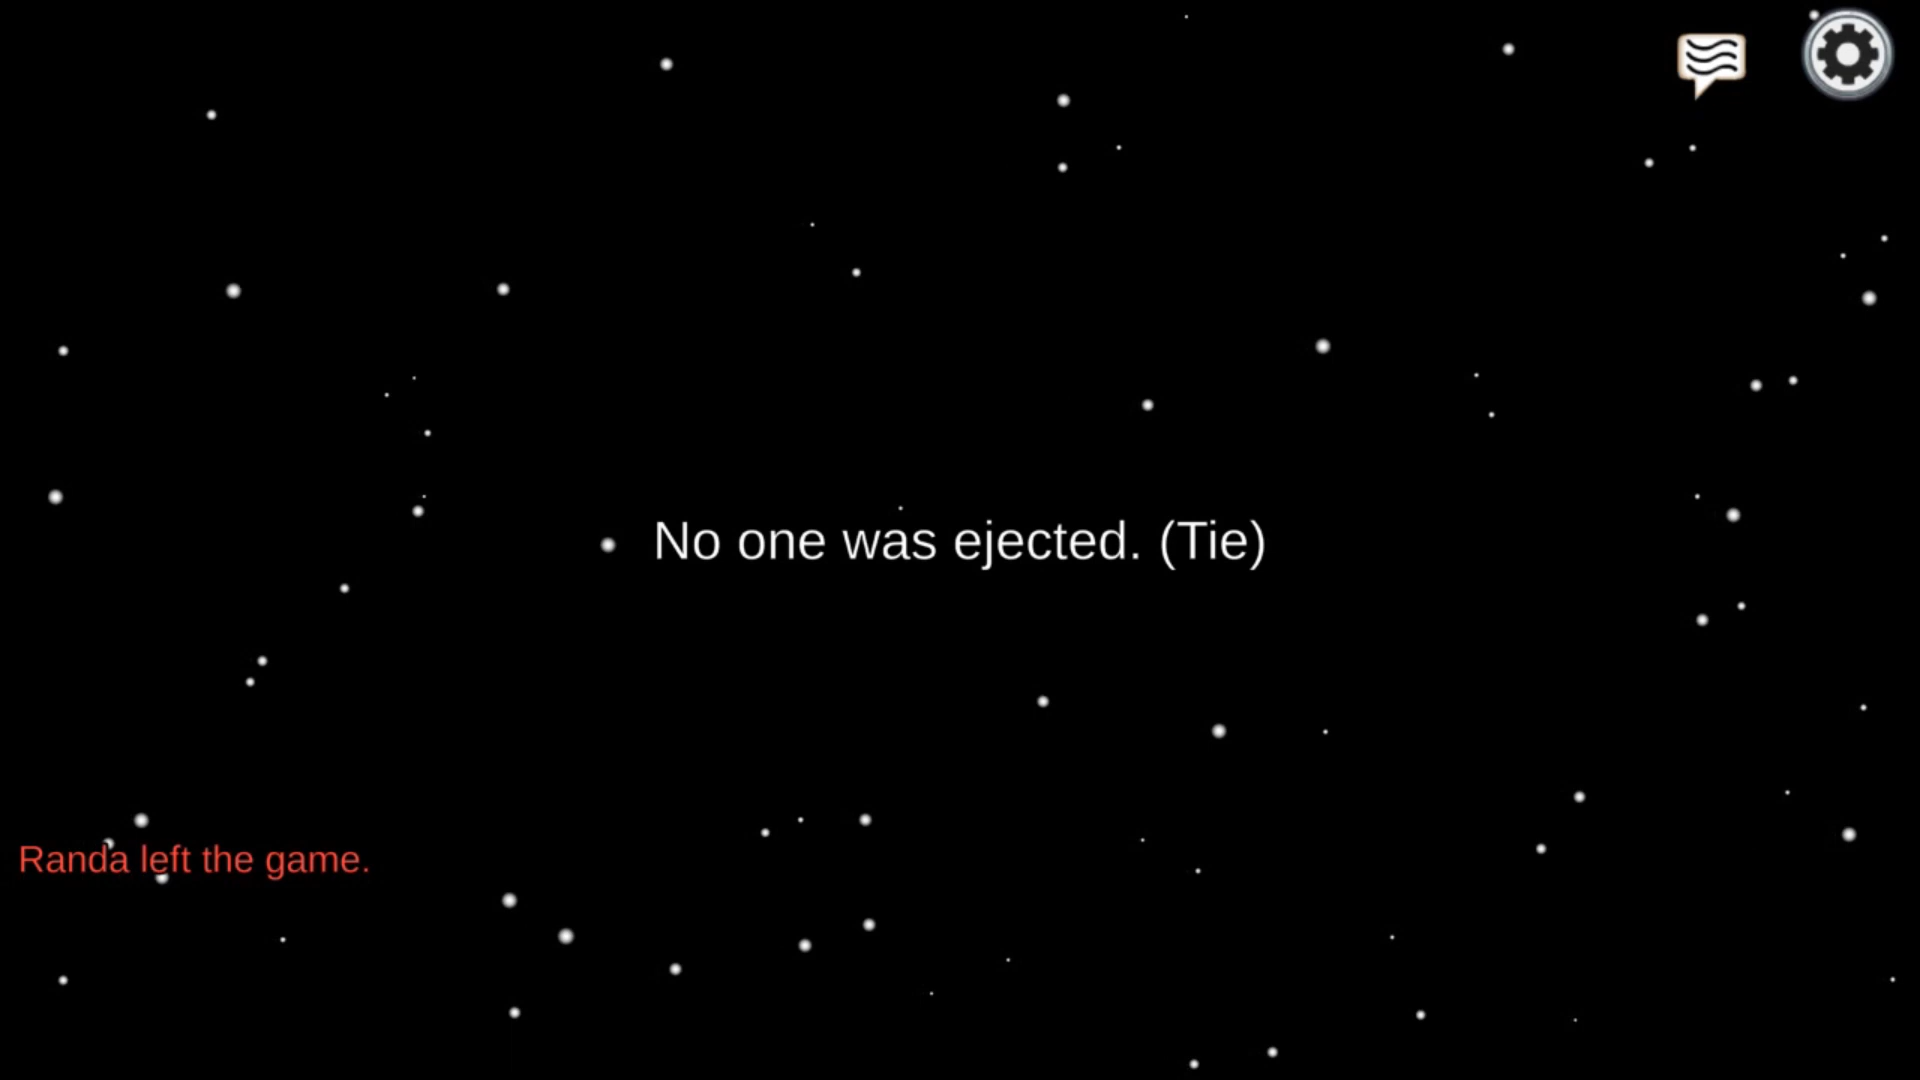 No one was ejected. (Tie)
Randa left the game.